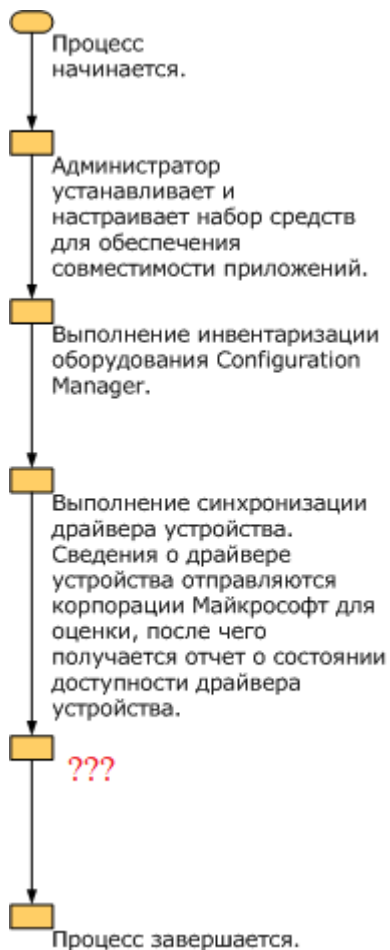 Процесс
начинается.
Администратор
устанавливает и
настраивает набор средств
для обеспечения
совместимости приложений.
Выполнение инвентаризации
оборудования Configuration
Manager.
Выполнение синхронизации
драйвера устройства.
Сведения о драйвере
устройства отправляются
корпорации Майкрософт для
оценки, после чего
получается отчет о состоянии
доступности драйвера
устройства.
???
Процесс завершается.